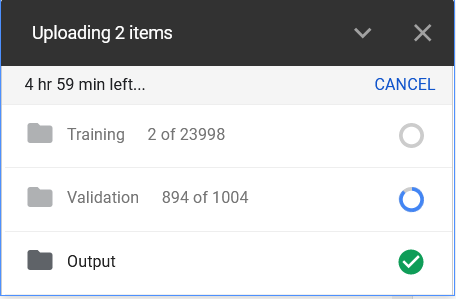 Uploading 2 items
4 hr 59 min left... CANCEL
Training 2 of 23998
Validation 894 of 1004
Output